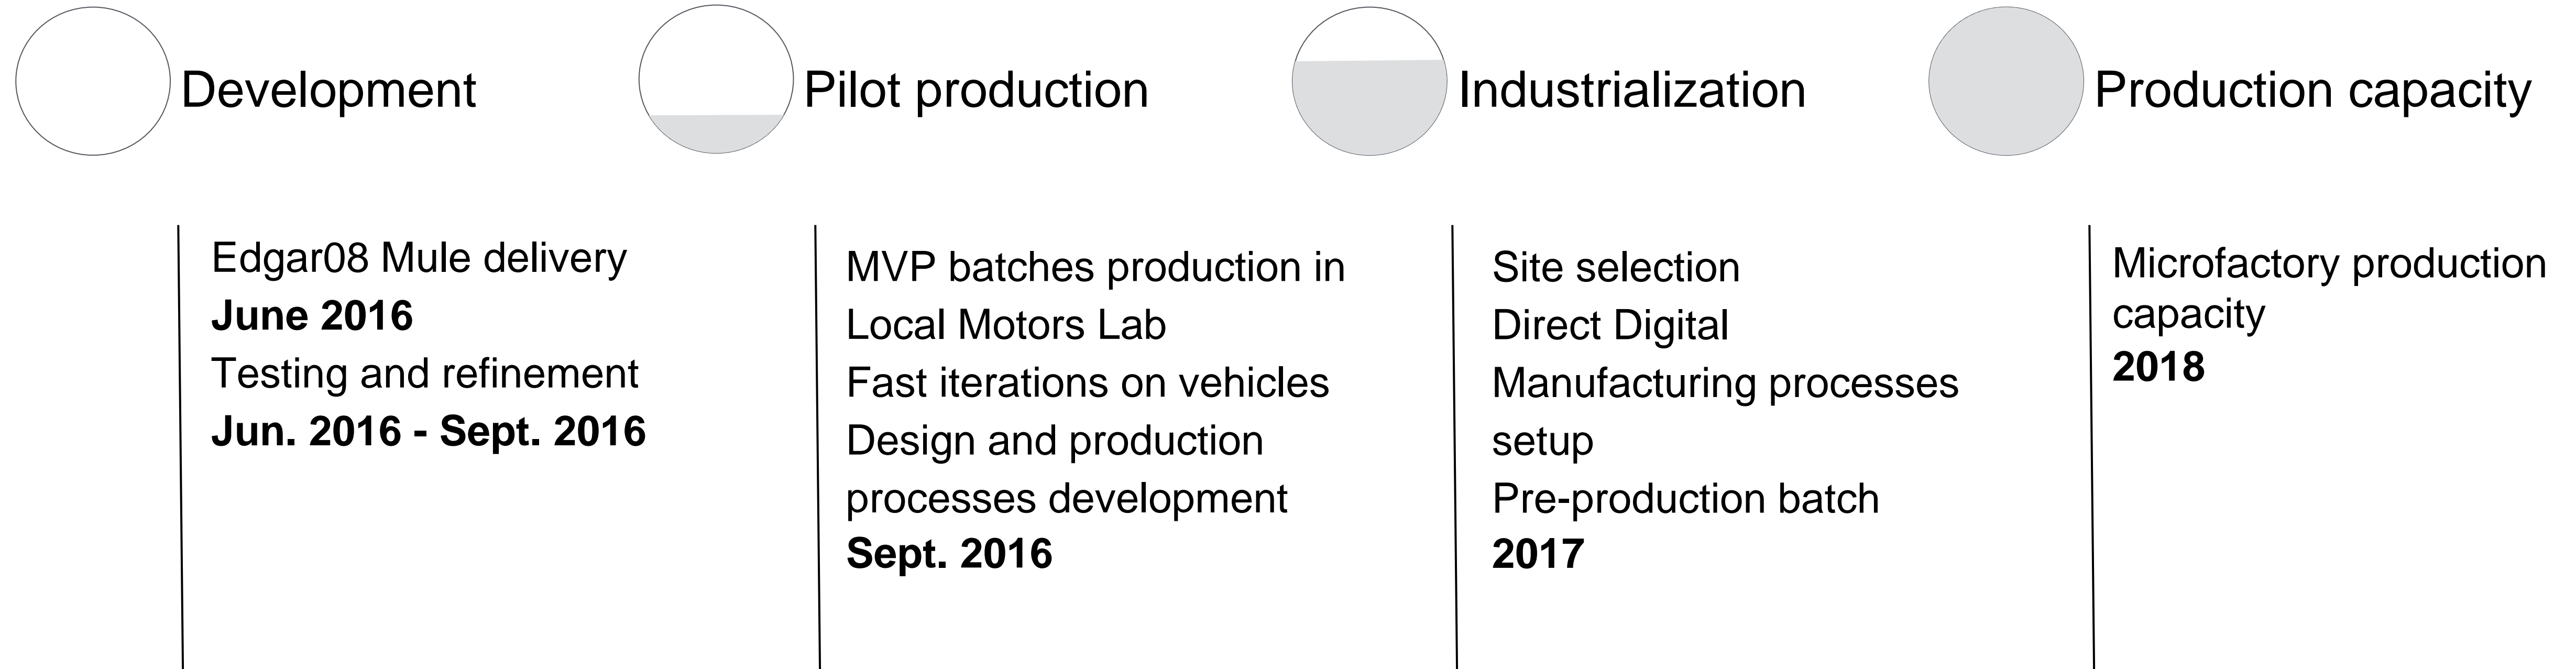 Development
Edgar08 Mule delivery
June 2016
Testing and refinement
Jun. 2016 - Sept. 2016
Pilot production
MVP batches production in
Local Motors Lab
Fast iterations on vehicles
Design and production
processes development
Sept. 2016
Industrialization
Site selection
Direct Digital
Manufacturing processes
setup
Pre-production batch
2017
Production capacity
Microfactory production
capacity
2018